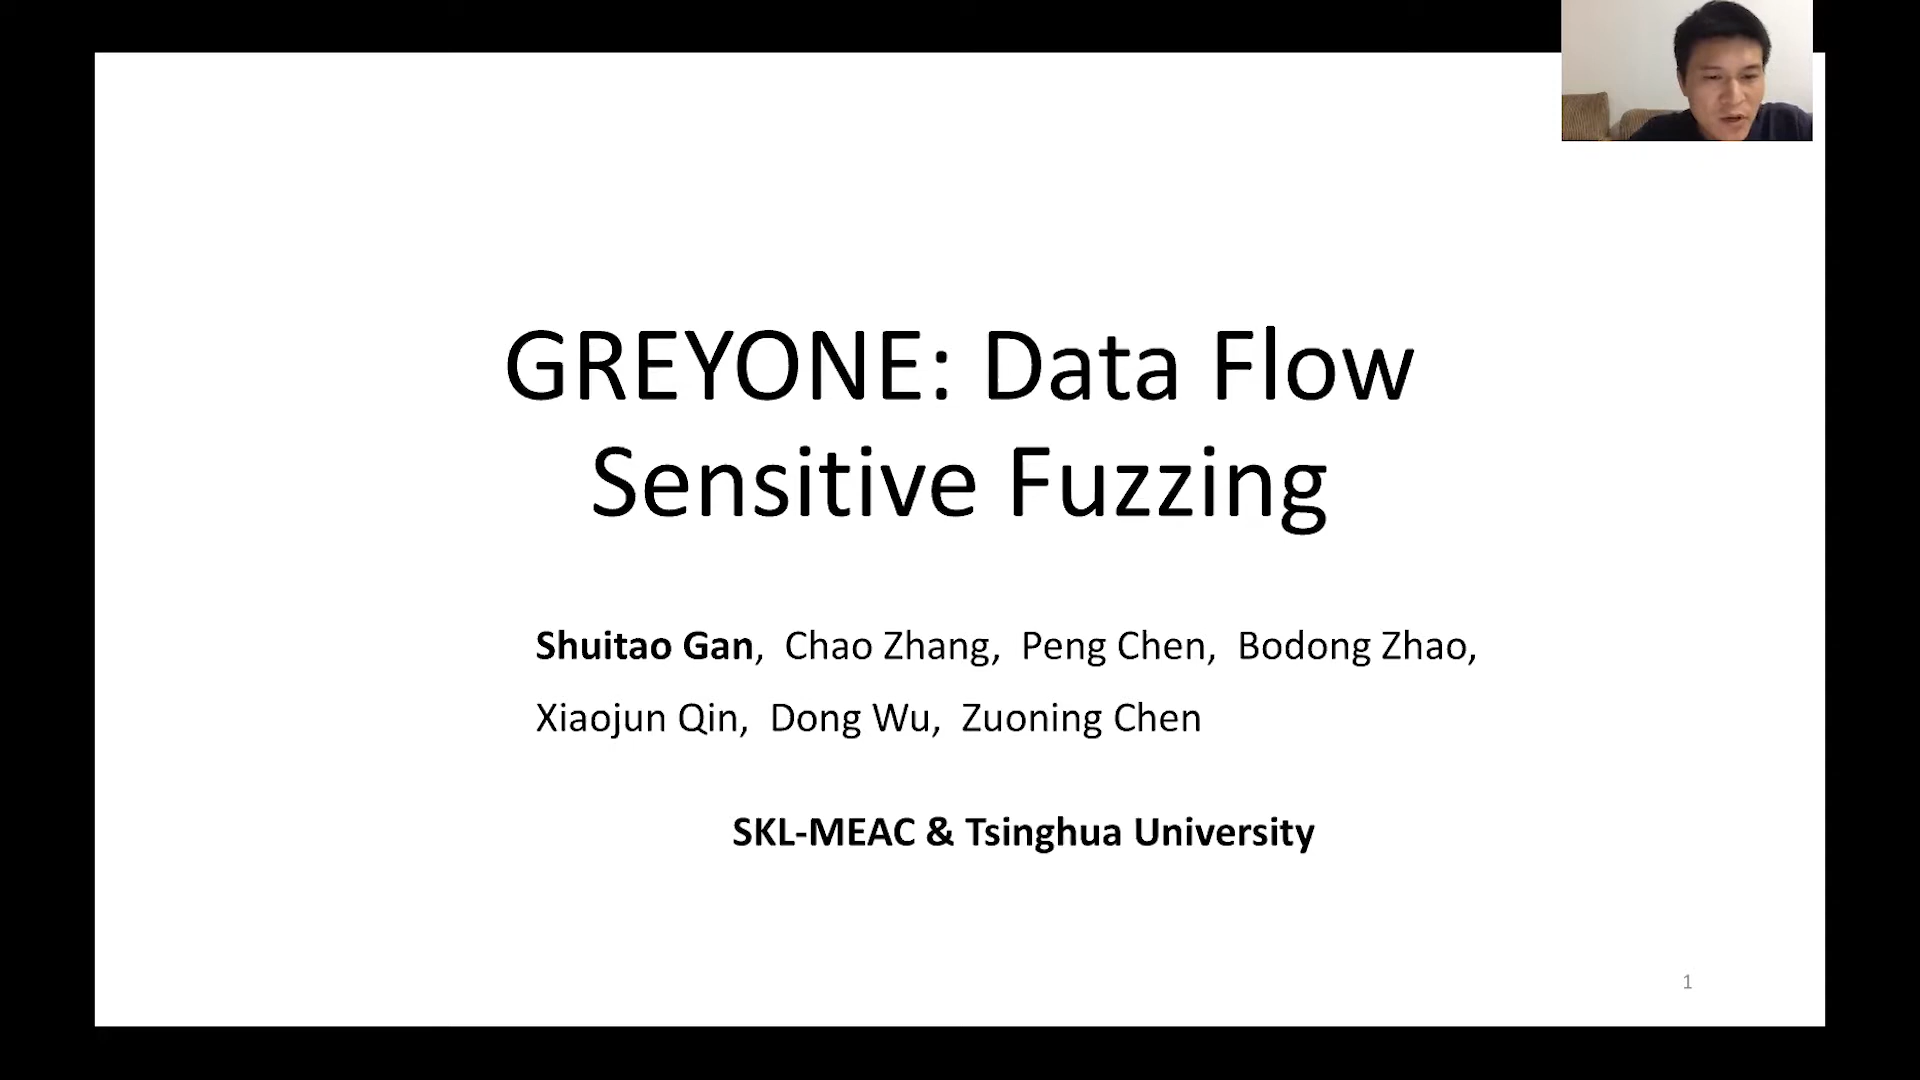 GREYONE: Data Flow
Sensitive Fuzzing
Shuitao Gan, Chao Zhang, Peng Chen, Bodong Zhao,
Xiaojun Qin, Dong Wu, Zuoning Chen
SKL-MEAC & Tsinghua University
1